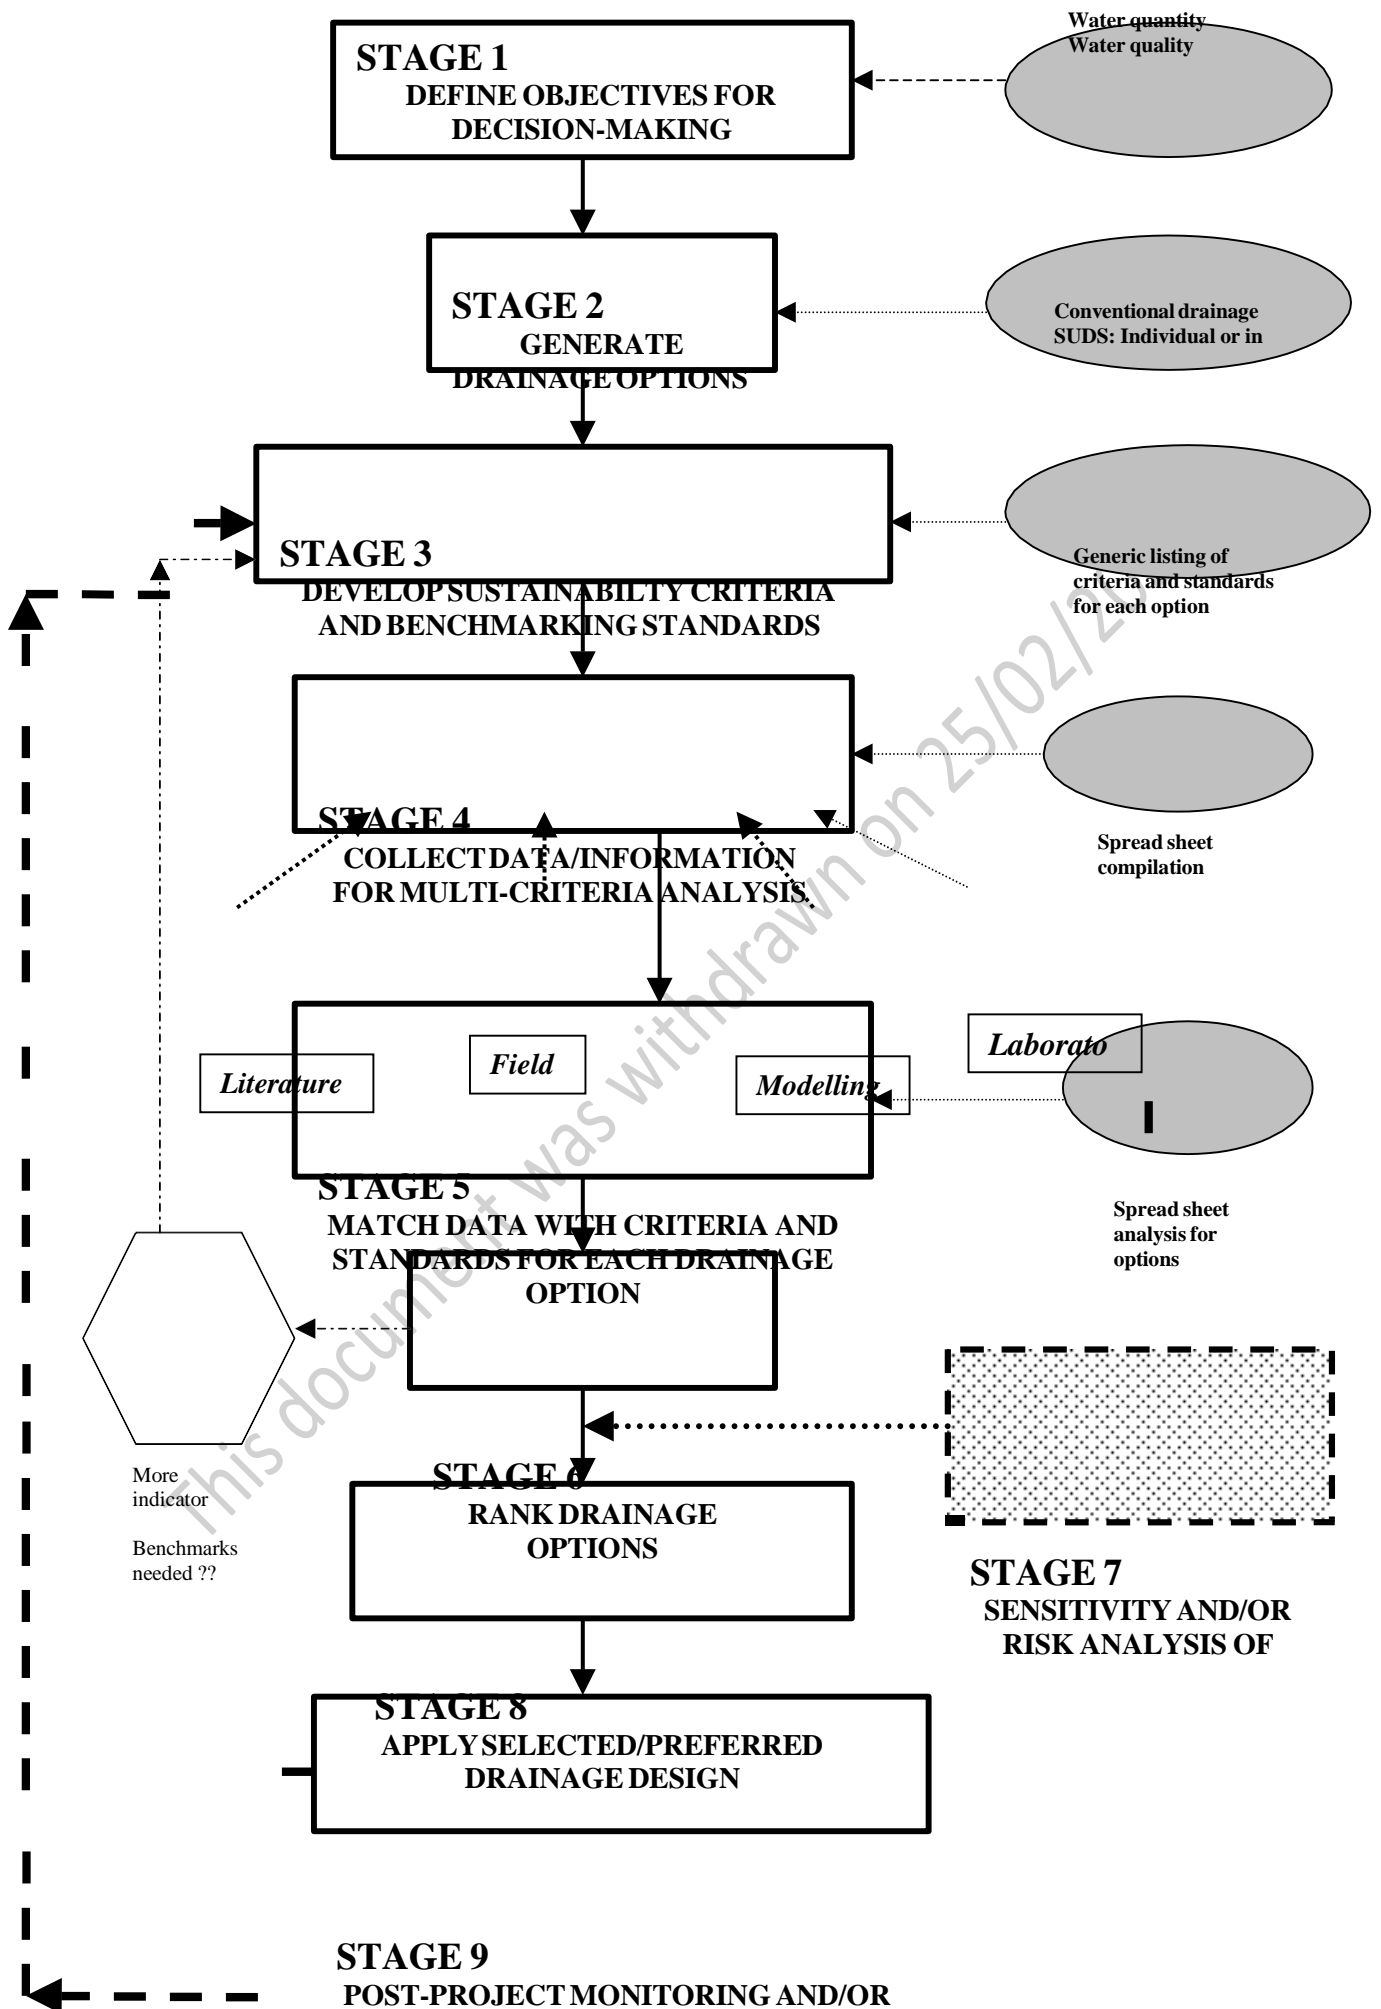 Water quantity
Water quality
STAGE 1
DEFINE OBJECTIVES FOR
DECISION-MAKING
STAGE 2
GENERATE
DRAINAGE OPTIONS
Conventional drainage
SUDS: Individual or in
STAGE 3
DEVELOP SUSTAINABILTY CRITERIA
AND BENCHMARKING STANDARDS
Generic listing of
criteria and standards
for each option
STAGE 4
COLLECT DATA/INFORMATION
FOR MULTI-CRITERIA ANALYSIS
Spread sheet
compilation
Literature
Field
Modelling
Laborato
STAGE 5
MATCH DATA WITH CRITERIA AND
STANDARDS FOR EACH DRAINAGE
OPTION
Spread sheet
analysis for
options
More
indicator
Benchmarks
needed ??
STAGE 6
RANK DRAINAGE
OPTIONS
STAGE 7
SENSITIVITY AND/OR
RISK ANALYSIS OF
STAGE 8
APPLY SELECTED/PREFERRED
DRAINAGE DESIGN
STAGE 9
POST-PROJECT MONITORING AND/OR
This document was withdrawn on 25/02/20